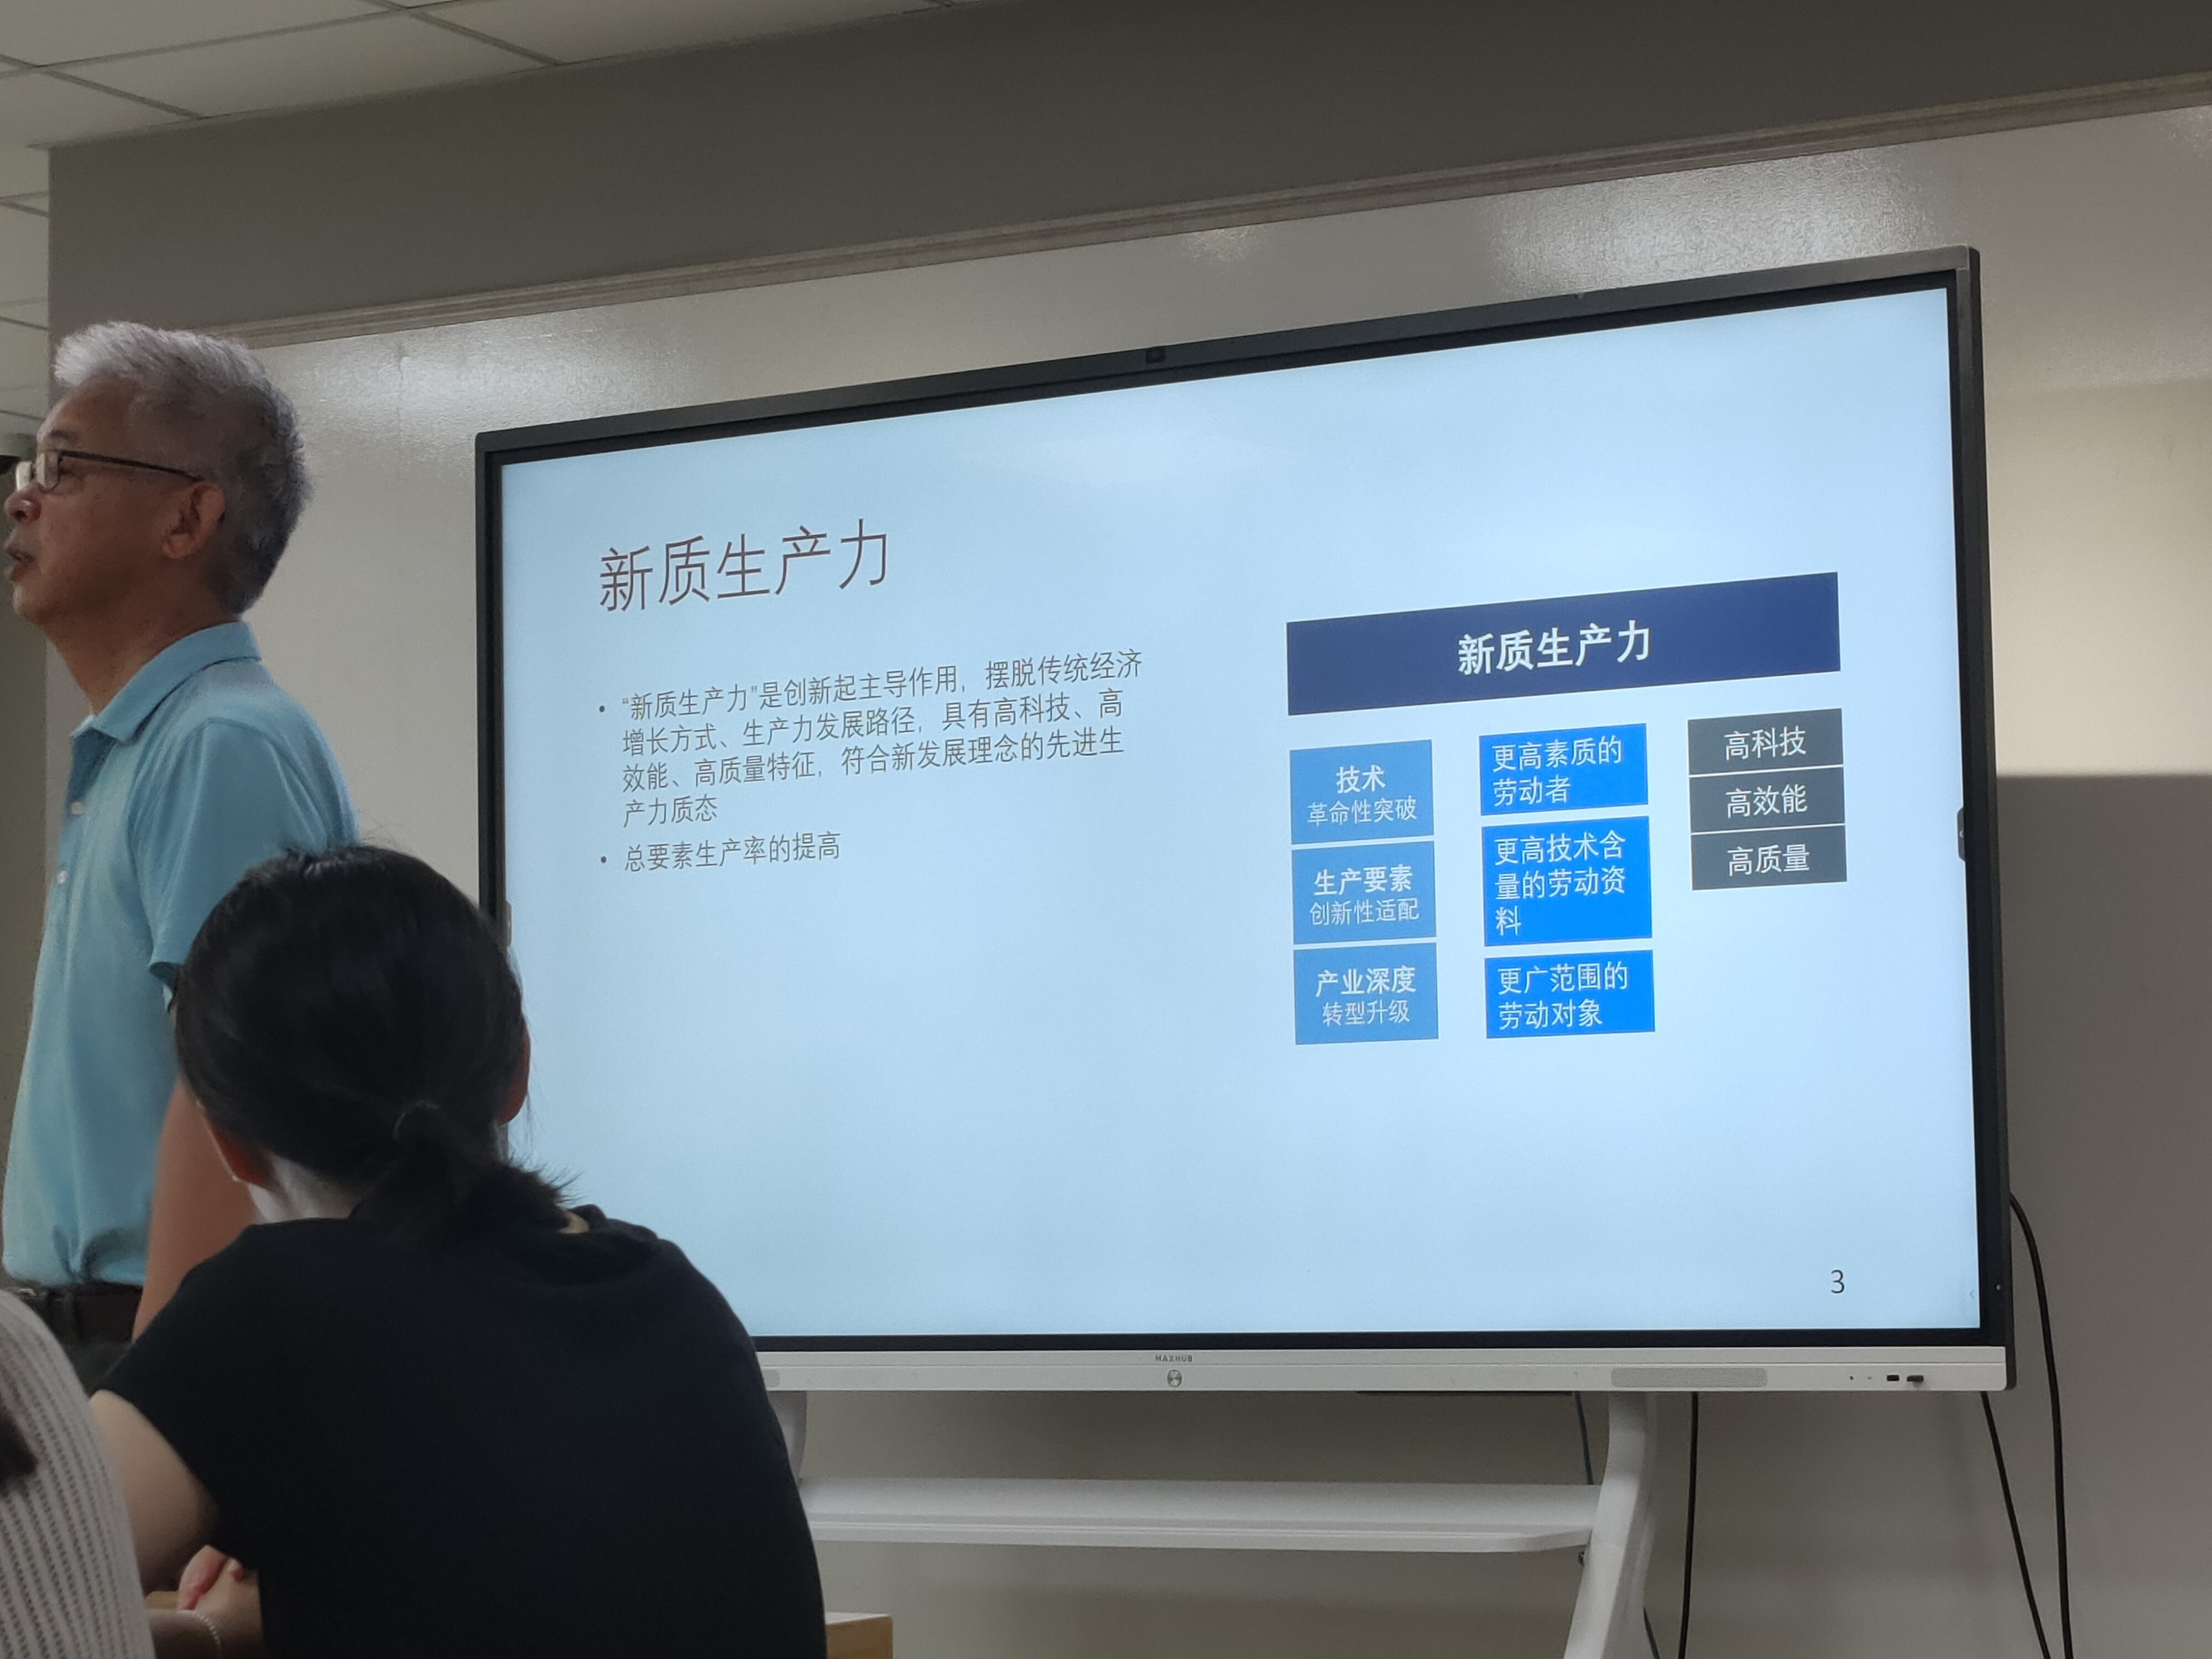 新质生产力
• “新质生产力”是创新起主导作用，摆脱传统经济
增长方式、生产力发展路径，具有高科技、高
效能、高质量特征，符合新发展理念的先进生
产力质态
• 总要素生产率的提高
新质生产力
技术
革命性突破
生产要素
创新性适配
产业深度
转型升级
更高素质的
劳动者
更高技术含
量的劳动资
料
更广范围的
劳动对象
高科技
高效能
高质量
3
MAXHUB